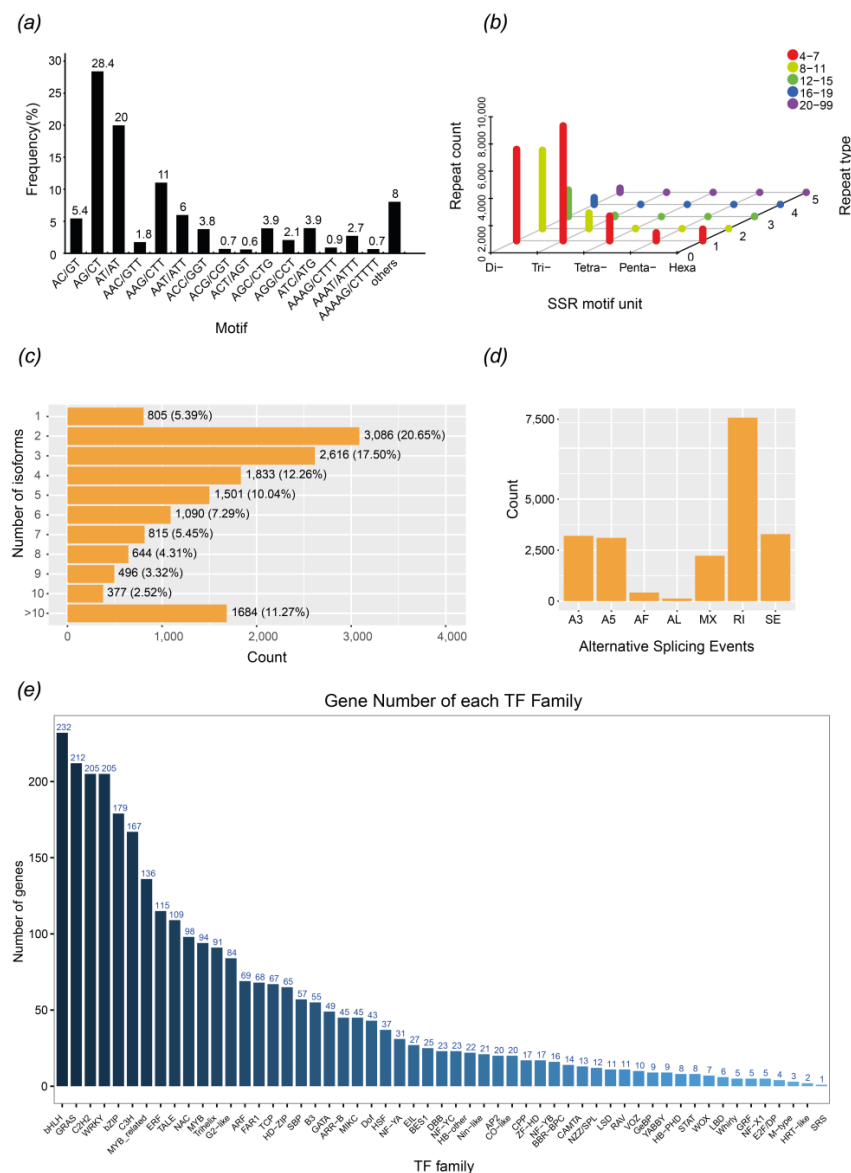 (a)
Frequency(%)
30
25
20
15
10
5
0
5.4
28.4
20
1.8
11
6
3.8
0.7
0.6
3.9
2.1
3.9
0.9
2.7
0.7
8
AC/GT
AG/CT
AT/AT
AAC/GTT
AAG/CTT
AAT/ATT
ACC/GGT
ACG/CGT
ACT/AGT
AGC/CTG
AGG/CCT
ATC/ATG
AAAG/CTTT
AAAT/ATTT
AAAAG/CTTTT
others
Motif
(b)
4−7
8−11
12−15
16−19
20−99
Repeat count
0
2,000
4,000
6,000
8,000
10,000
Repeat type
0
1
2
3
4
5
Di−
Tri−
Tetra−
Penta−
Hexa
SSR motif unit
(c)
Number of isoforms
1
2
3
4
5
6
7
8
9
10
>10
805 (5.39%)
3,086 (20.65%)
2,616 (17.50%)
1,833 (12.26%)
1,501 (10.04%)
1,090 (7.29%)
815 (5.45%)
644 (4.31%)
496 (3.32%)
377 (2.52%)
1684 (11.27%)
0
1,000
2,000
3,000
4,000
Count
(d)
Count
7,500
5,000
2,500
0
A3
A5
AF
AL
MX
RI
SE
Alternative Splicing Events
(e)
Gene Number of each TF Family
Number of genes
200
150
100
50
0
232
212
205
205
179
167
136
115
109
98
94
91
84
69
68
67
65
57
55
49
45
45
43
37
31
27
25
23
23
22
21
20
20
17
17
16
14
13
12
11
11
10
9
9
8
8
7
6
5
5
5
4
3
2
1
bHLH
GRAS
C2H2
WRKY
bZIP
C3H
MYB_related
ERF
TALE
NAC
MYB
Trihelix
G2−like
ARF
FAR1
TCP
HD−ZIP
SBP
B3
GATA
ARR−B
MIKC
Dof
HSF
NF−YA
EIL
BES1
DBB
NF−YC
HB−other
Nin−like
AP2
CO−like
CPP
ZF−HD
NF−YB
BBR−BPC
CAMTA
NZZ/SPL
LSD
RAV
VOZ
GeBP
YABBY
HB−PHD
STAT
WOX
LBD
Whirly
GRF
NF−X1
E2F/DP
M−type
HRT−like
SRS
TF family